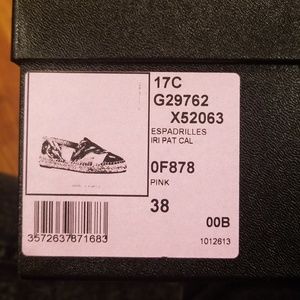 17C
G29762
X52063
ESPADRILLES
IRI PAT CAL
0F878
PINK
38
00B
3572637871683
1012613